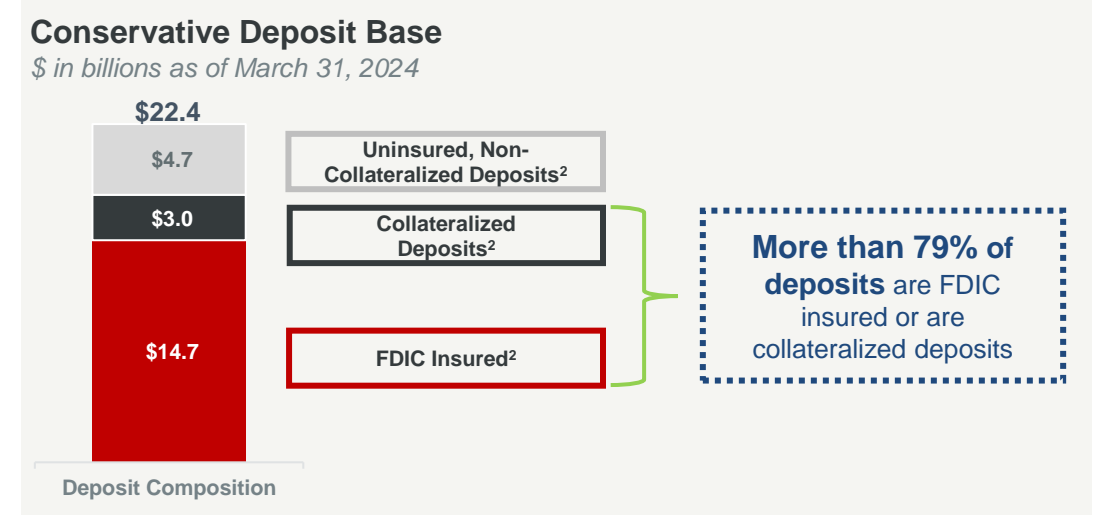 Conservative Deposit Base
$ in billions as of March 31, 2024
$22.4
$4.7
Uninsured, Non-
Collateralized Deposits²
$3.0
Collateralized
Deposits²
More than 79% of
deposits are FDIC
insured or are
collateralized deposits
$14.7
FDIC Insured²
Deposit Composition